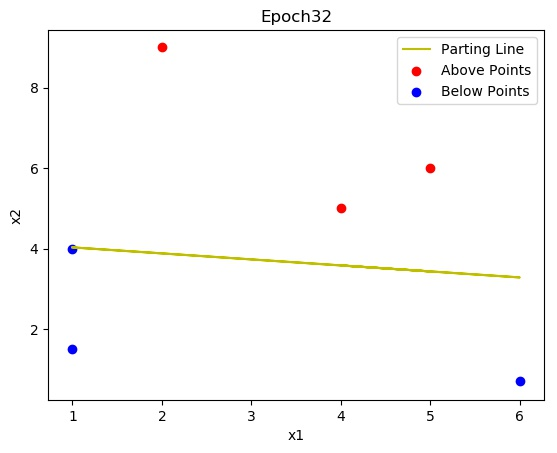 Epoch32
Parting Line
Above Points
Below Points
8
6
4
2
x2
1
2
3
4
5
6
x1